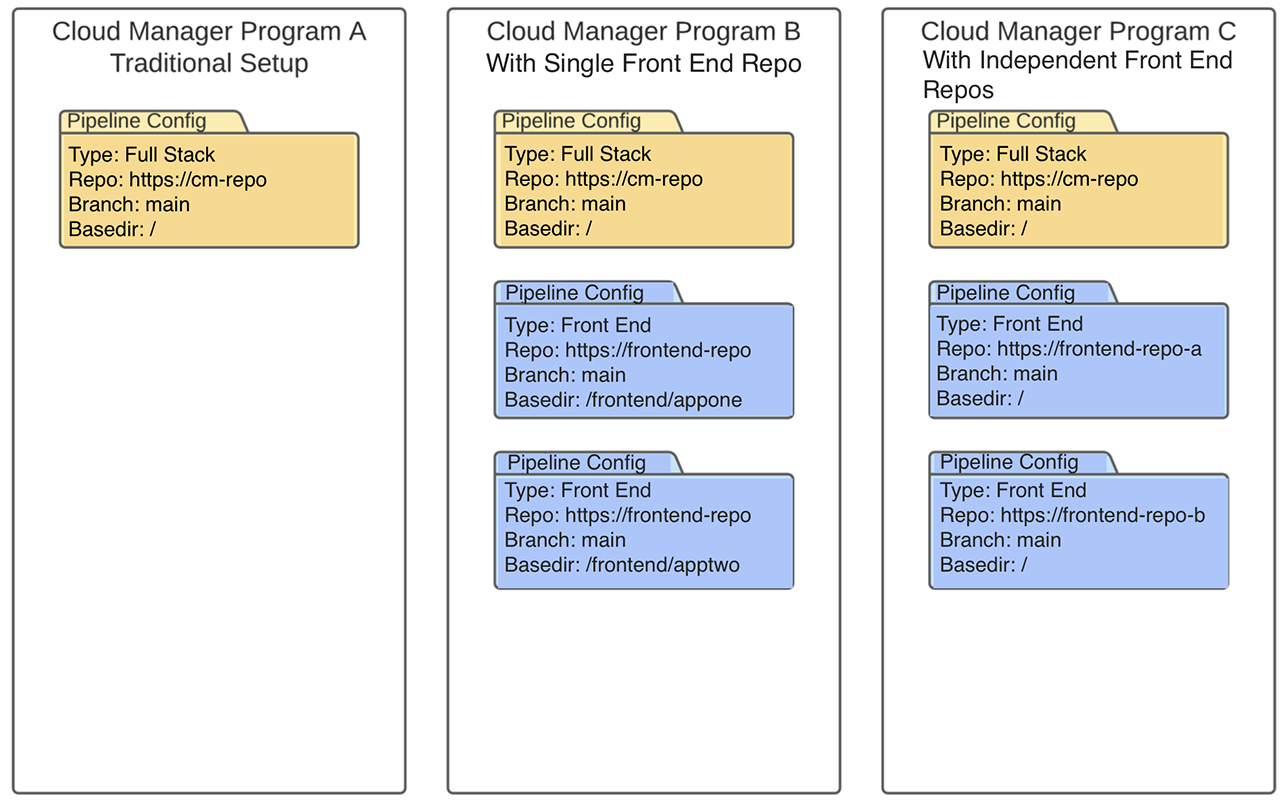 Cloud Manager Program A
Traditional Setup
Pipeline Config
Type: Full Stack
Repo: https://cm-repo
Branch: main
Basedir: /
Cloud Manager Program B
With Single Front End Repo
Pipeline Config
Type: Full Stack
Repo: https://cm-repo
Branch: main
Basedir: /
Pipeline Config
Type: Front End
Repo: https://frontend-repo
Branch: main
Basedir: /frontend/appone
Pipeline Config
Type: Front End
Repo: https://frontend-repo
Branch: main
Basedir: /frontend/apptwo
Cloud Manager Program C
With Independent Front End
Repos
Pipeline Config
Type: Full Stack
Repo: https://cm-repo
Branch: main
Basedir: /
Pipeline Config
Type: Front End
Repo: https://frontend-repo-a
Branch: main
Basedir: /
Pipeline Config
Type: Front End
Repo: https://frontend-repo-b
Branch: main
Basedir: /